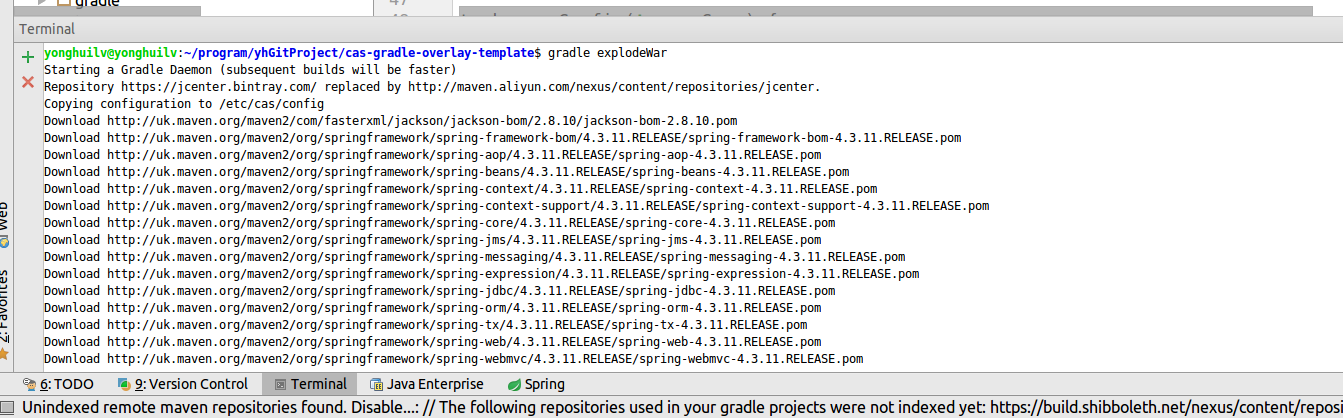 gradle
47
Terminal
yonghuilv@yonghuilv:~/program/yhGitProject/cas-gradle-overlay-template$ gradle explodeWar
Starting a Gradle Daemon (subsequent builds will be faster)
Repository https://jcenter.bintray.com/ replaced by http://maven.aliyun.com/nexus/content/repositories/jcenter.
Copying configuration to /etc/cas/config
Download http://uk.maven.org/maven2/com/fasterxml/jackson/jackson-bom/2.8.10/jackson-bom-2.8.10.pom
Download http://uk.maven.org/maven2/org/springframework/spring-framework-bom/4.3.11.RELEASE/spring-framework-bom-4.3.11.RELEASE.pom
Download http://uk.maven.org/maven2/org/springframework/spring-aop/4.3.11.RELEASE/spring-aop-4.3.11.RELEASE.pom
Download http://uk.maven.org/maven2/org/springframework/spring-beans/4.3.11.RELEASE/spring-beans-4.3.11.RELEASE.pom
Download http://uk.maven.org/maven2/org/springframework/spring-context/4.3.11.RELEASE/spring-context-4.3.11.RELEASE.pom
Download http://uk.maven.org/maven2/org/springframework/spring-context-support/4.3.11.RELEASE/spring-context-support-4.3.11.RELEASE.pom
Download http://uk.maven.org/maven2/org/springframework/spring-core/4.3.11.RELEASE/spring-core-4.3.11.RELEASE.pom
Download http://uk.maven.org/maven2/org/springframework/spring-jms/4.3.11.RELEASE/spring-jms-4.3.11.RELEASE.pom
Download http://uk.maven.org/maven2/org/springframework/spring-messaging/4.3.11.RELEASE/spring-messaging-4.3.11.RELEASE.pom
Download http://uk.maven.org/maven2/org/springframework/spring-expression/4.3.11.RELEASE/spring-expression-4.3.11.RELEASE.pom
Download http://uk.maven.org/maven2/org/springframework/spring-jdbc/4.3.11.RELEASE/spring-jdbc-4.3.11.RELEASE.pom
Download http://uk.maven.org/maven2/org/springframework/spring-orm/4.3.11.RELEASE/spring-orm-4.3.11.RELEASE.pom
Download http://uk.maven.org/maven2/org/springframework/spring-tx/4.3.11.RELEASE/spring-tx-4.3.11.RELEASE.pom
Download http://uk.maven.org/maven2/org/springframework/spring-web/4.3.11.RELEASE/spring-web-4.3.11.RELEASE.pom
Download http://uk.maven.org/maven2/org/springframework/spring-webmvc/4.3.11.RELEASE/spring-webmvc-4.3.11.RELEASE.pom
Web
2: Favorites
6: TODO 9: Version Control Terminal Java Enterprise Spring
Unindexed remote maven repositories found. Disable...: // The following repositories used in your gradle projects were not indexed yet: https://build.shibboleth.net/nexus/content/reposi